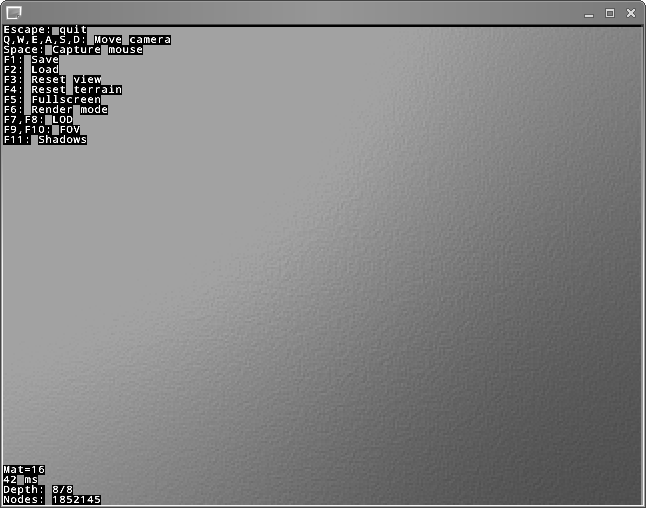 Escape: quit
Q,W,E,A,S,D: Move camera
Space: Capture mouse
F1: Save
F2: Load
F3: Reset view
F4: Reset terrain
F5: Fullscreen
F6: Render mode
F7,F8: LOD
F9,F10: FOV
F11: Shadows
Mat=16
42 ms
Depth: 8/8
Nodes: 1852145